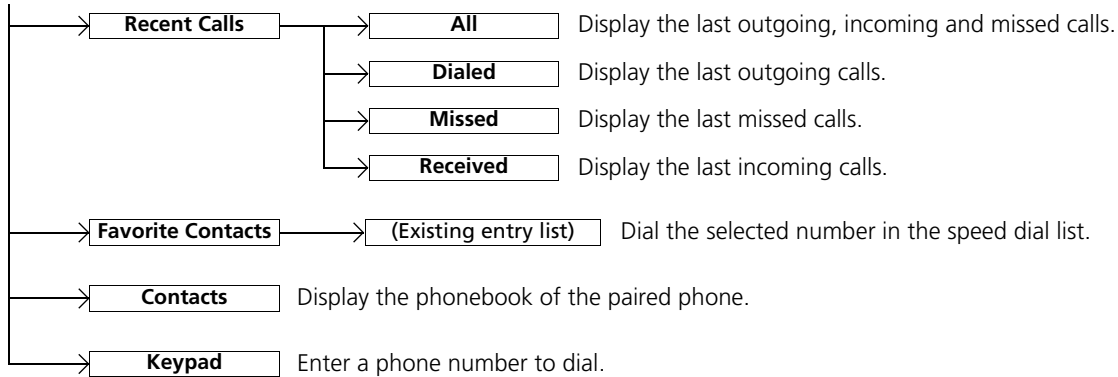 Recent Calls All Display the last outgoing, incoming and missed calls.
Dialed Display the last outgoing calls.
Missed Display the last missed calls.
Received Display the last incoming calls.
Favorite Contacts (Existing entry list) Dial the selected number in the speed dial list.
Contacts Display the phonebook of the paired phone.
Keypad Enter a phone number to dial.